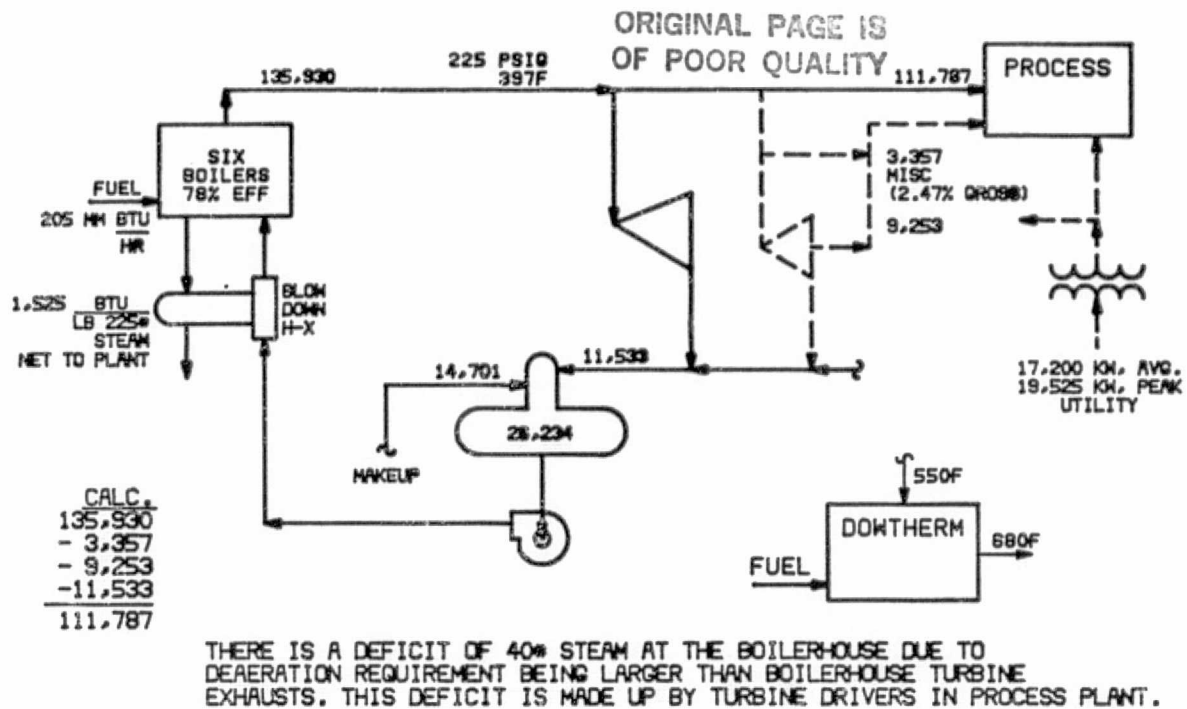 ORIGINAL PAGE IS
OF POOR QUALITY
135,930
225 PSIG
397F
111,787
PROCESS
SIX
BOILERS
78% EFF
FUEL
205 MM BTU
HR
3,357
MISC
(2.47% GROSS)
9,253
1,525 BTU
LB 225#
STEAM
NET TO PLANT
BLOW
DOWN
H-X
14,701
11,533
26,234
MAKEUP
17,200 KW, AVG.
19,525 KW, PEAK
UTILITY
CALC.
135,930
- 3,357
- 9,253
-11,533
111,787
550F
DOWTHERM
680F
FUEL
THERE IS A DEFICIT OF 40# STEAM AT THE BOILERHOUSE DUE TO
DEAERATION REQUIREMENT BEING LARGER THAN BOILERHOUSE TURBINE
EXHAUSTS. THIS DEFICIT IS MADE UP BY TURBINE DRIVERS IN PROCESS PLANT.